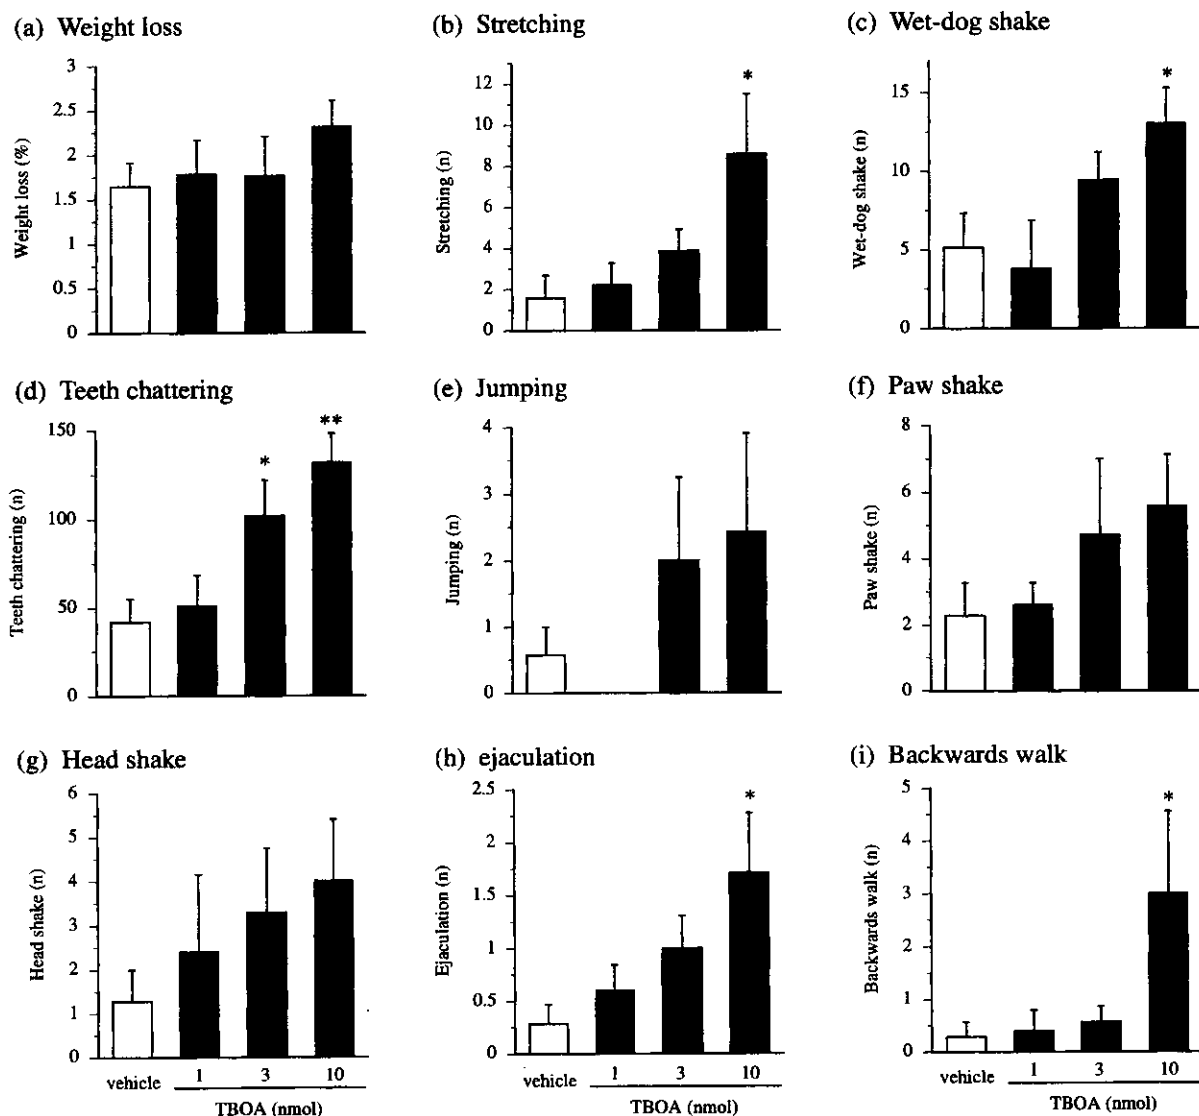 (a) Weight loss
3
2.5
2
1.5
1
0.5
0
Weight loss (%)
(b) Stretching
12
10
8
6
4
2
0
Stretching (n)
*
(c) Wet-dog shake
15
10
5
0
Wet-dog shake (n)
*
(d) Teeth chattering
150
100
50
0
Teeth chattering (n)
*
**
(e) Jumping
4
3
2
1
0
Jumping (n)
(f) Paw shake
8
6
4
2
0
Paw shake (n)
(g) Head shake
6
5
4
3
2
1
0
Head shake (n)
vehicle 1 3 10
TBOA (nmol)
(h) ejaculation
2.5
2
1.5
1
0.5
0
Ejaculation (n)
*
vehicle 1 3 10
TBOA (nmol)
(i) Backwards walk
5
4
3
2
1
0
Backwards walk (n)
*
vehicle 1 3 10
TBOA (nmol)